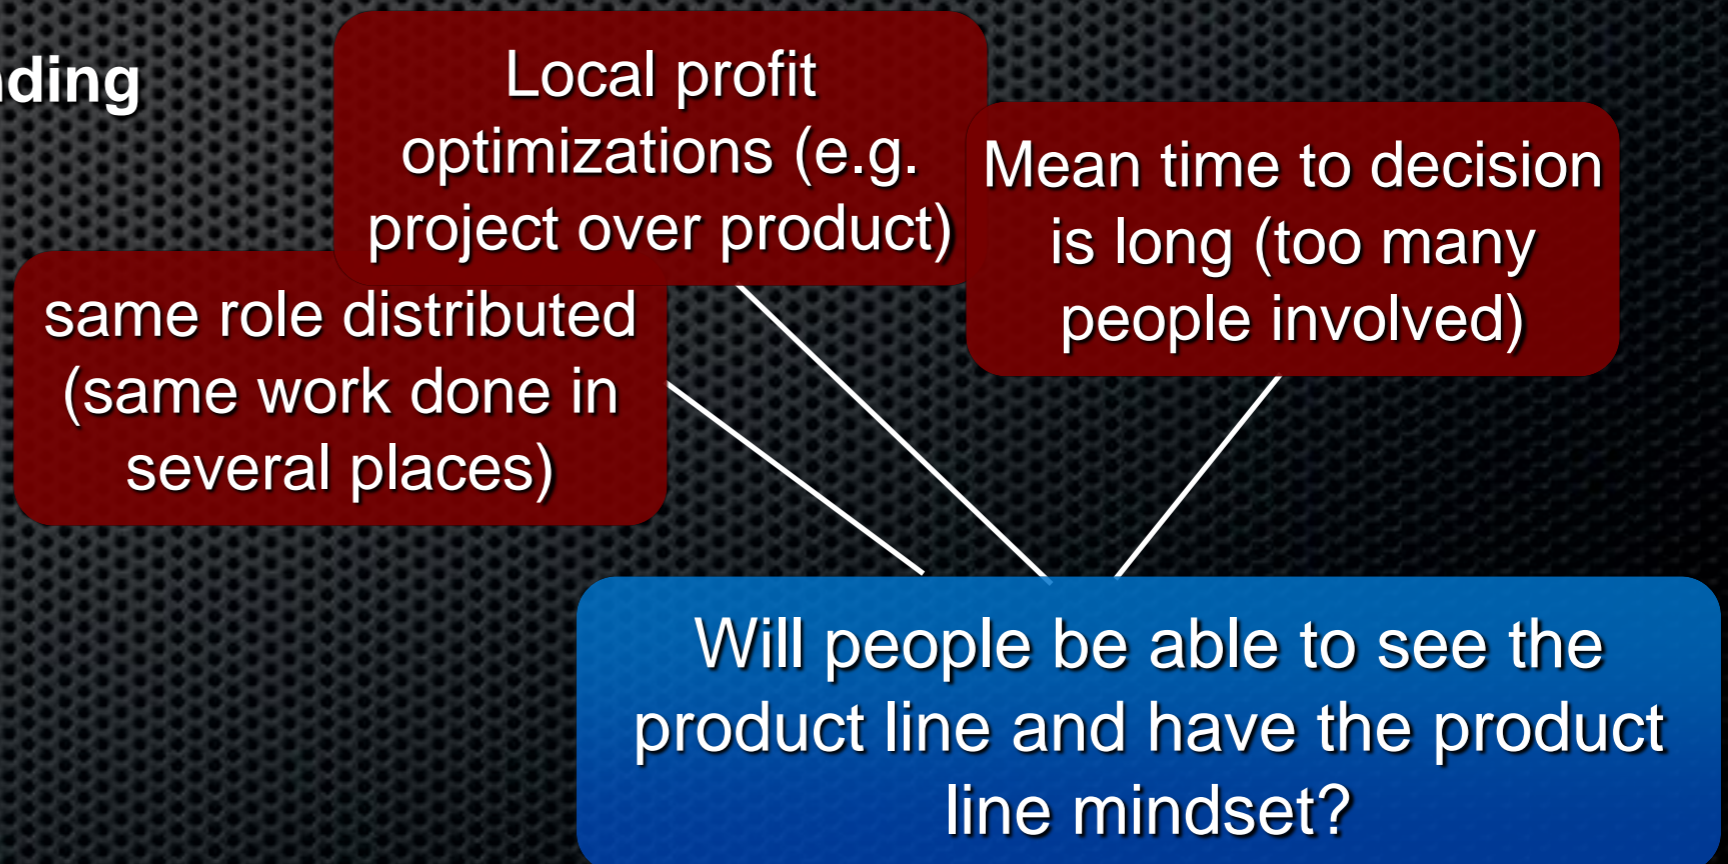 Local profit
optimizations (e.g.
project over product)
Mean time to decision
is long (too many
people involved)
same role distributed
(same work done in
several places)
Will people be able to see the
product line and have the product
line mindset?